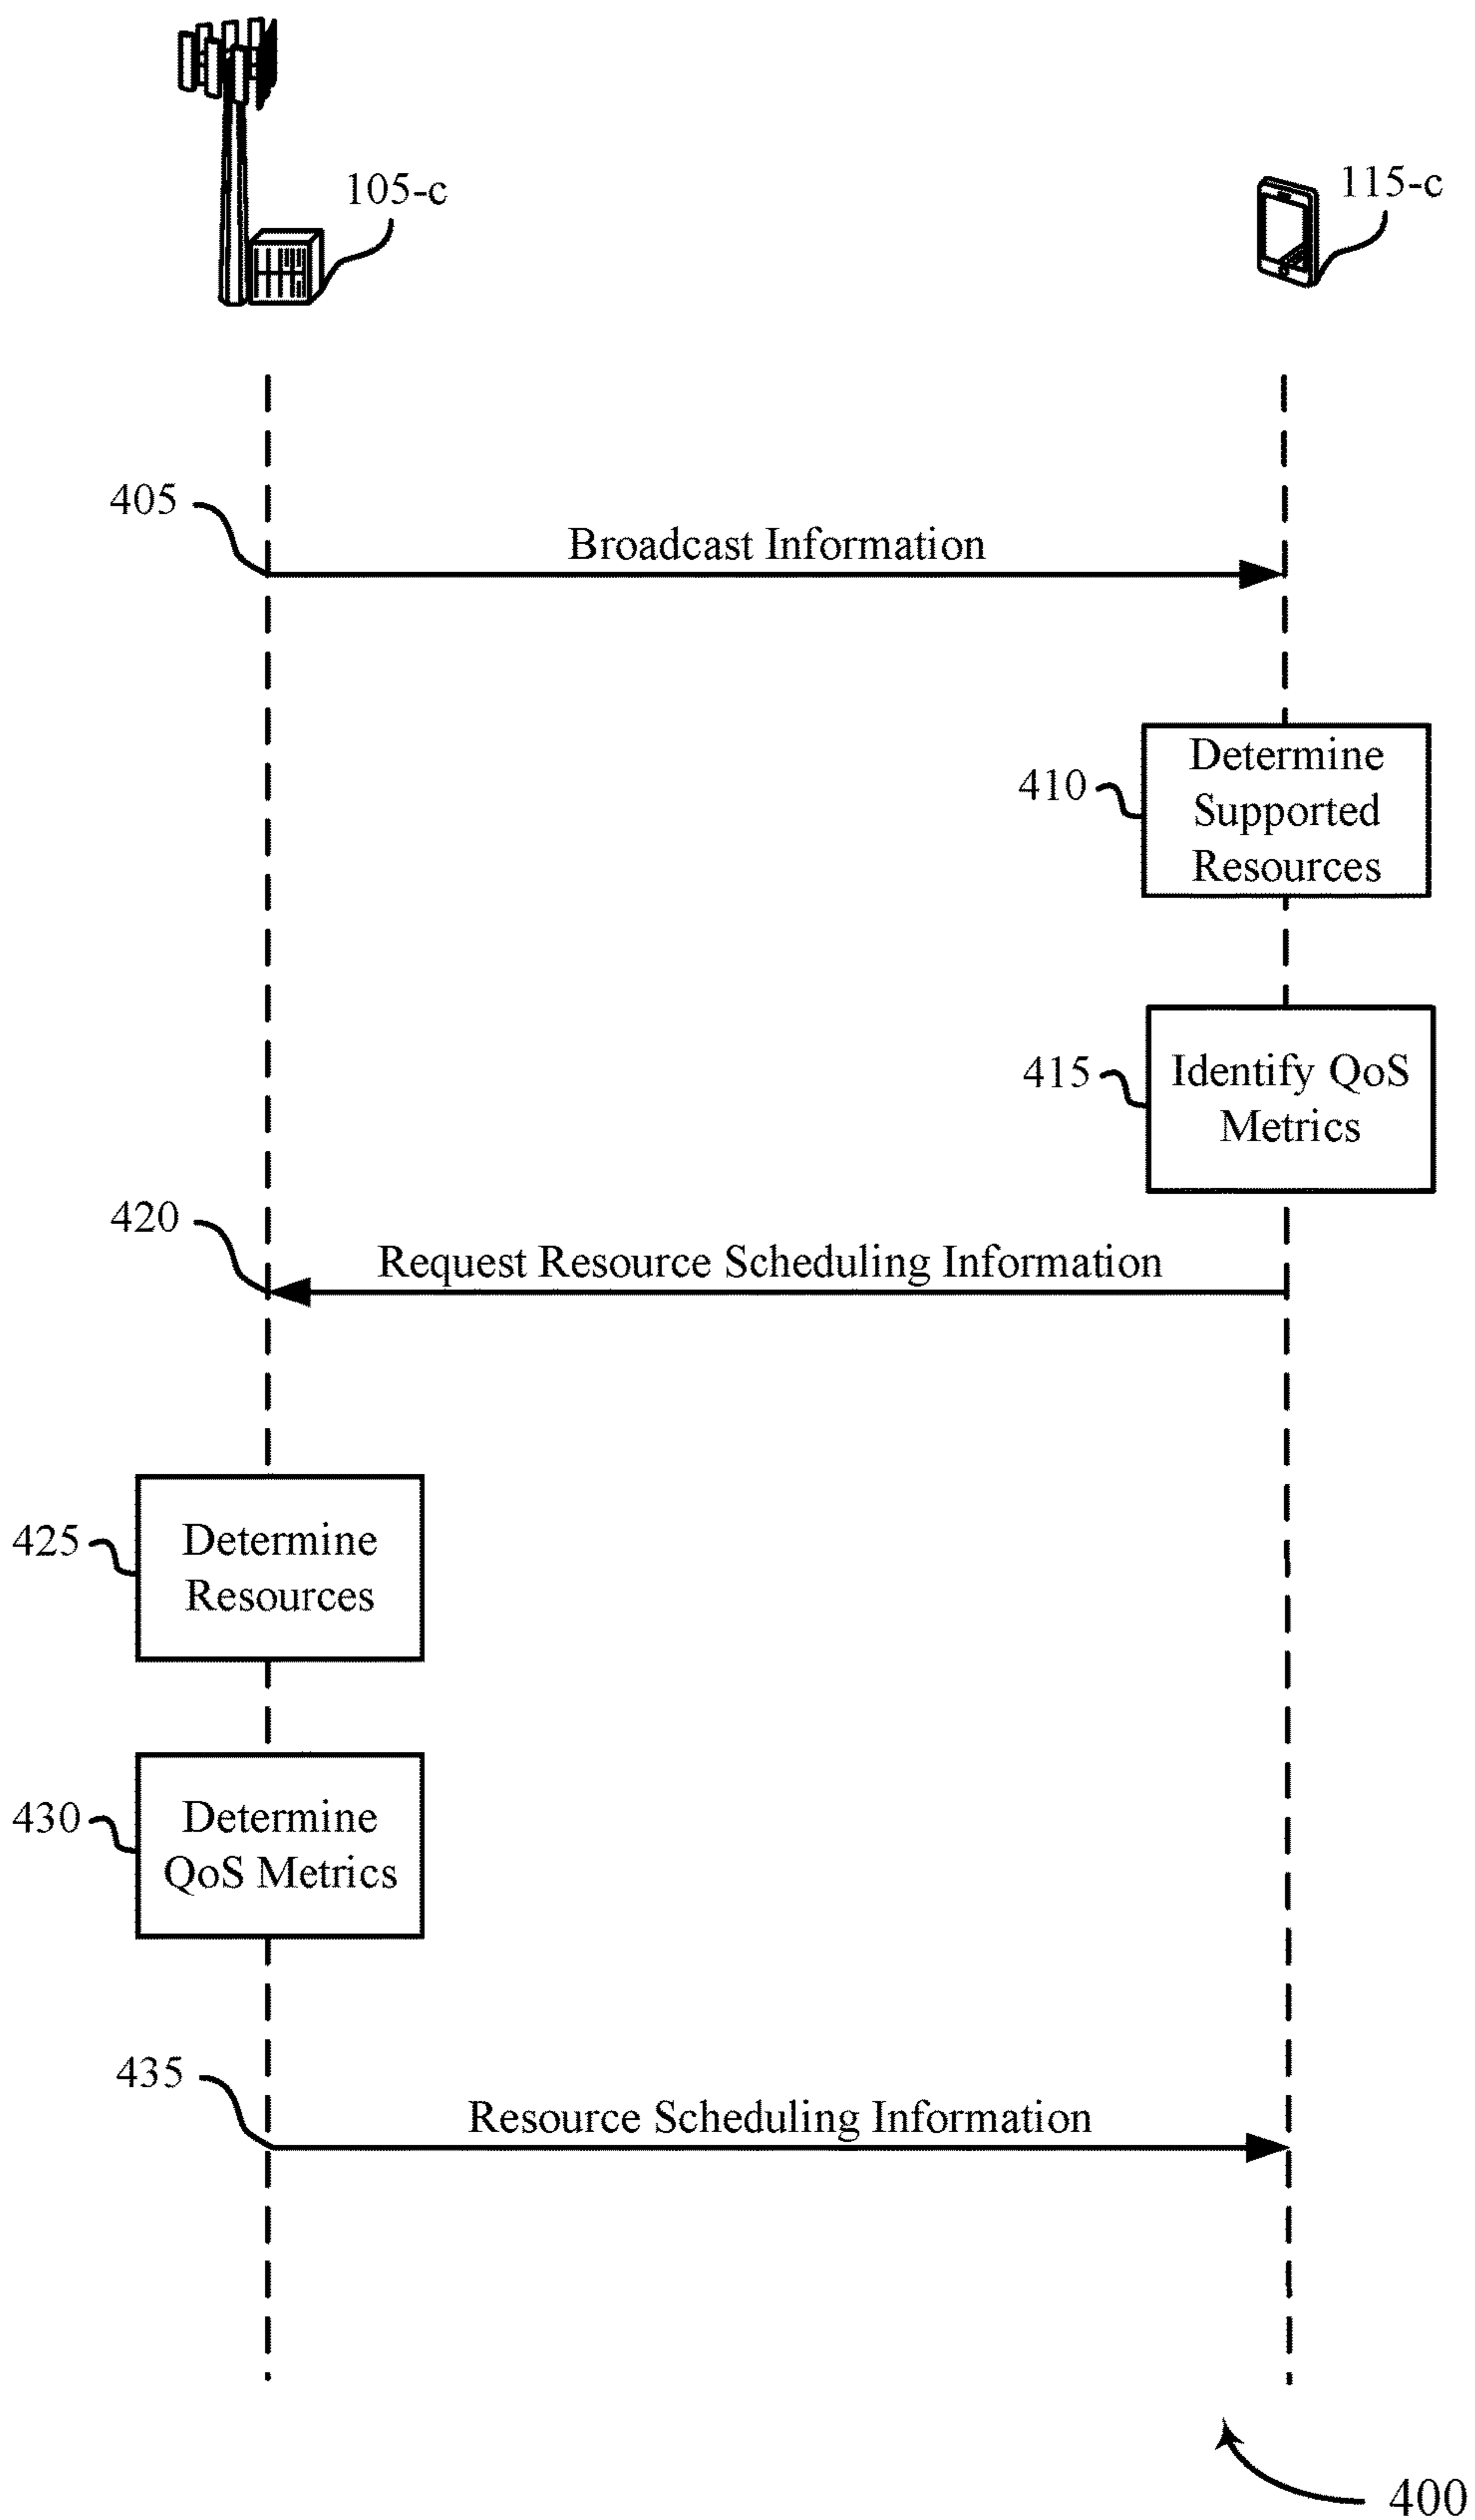 105-c
115-c
405
Broadcast Information
410
Determine
Supported
Resources
415
Identify QoS
Metrics
420
Request Resource Scheduling Information
425
Determine
Resources
430
Determine
QoS Metrics
435
Resource Scheduling Information
400